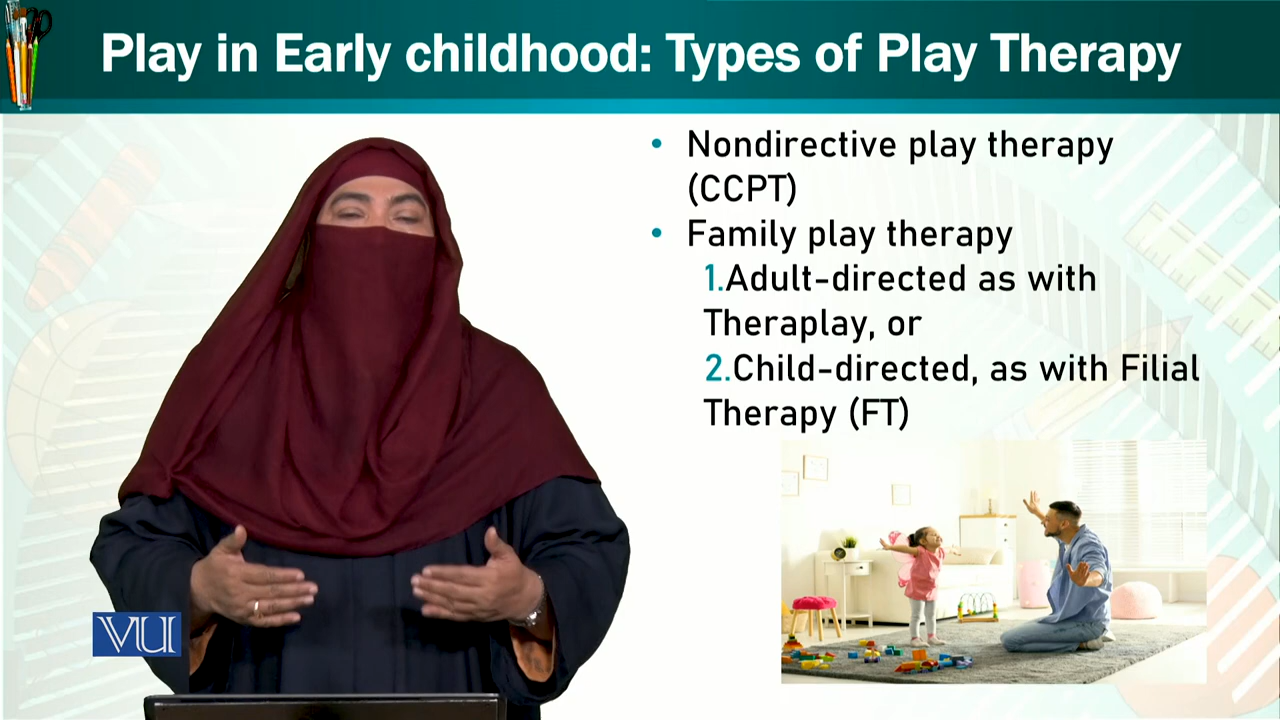 Play in Early childhood: Types of Play Therapy
• Nondirective play therapy
(CCPT)
• Family play therapy
1.Adult-directed as with
Theraplay, or
2.Child-directed, as with Filial
Therapy (FT)
VU